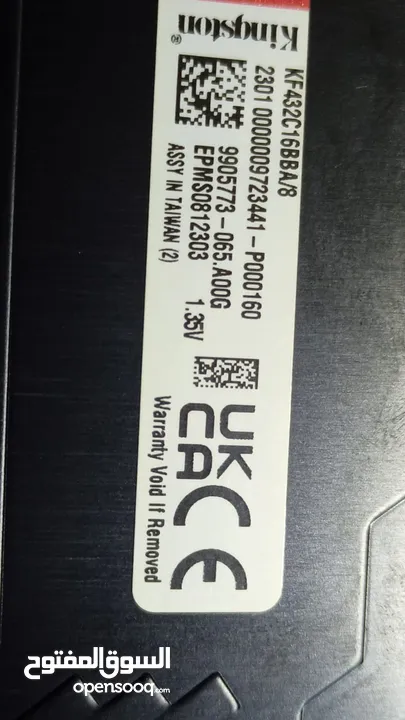 Kingston
®
KF432C16BBA/8
2301 0000009723441-P000160
9905773-065.A00G
EPMS0812303 1.35V
ASSY IN TAIWAN (2)
UK
CA
CE
Warranty Void If Removed
السوق المفتوح
opensooq.com